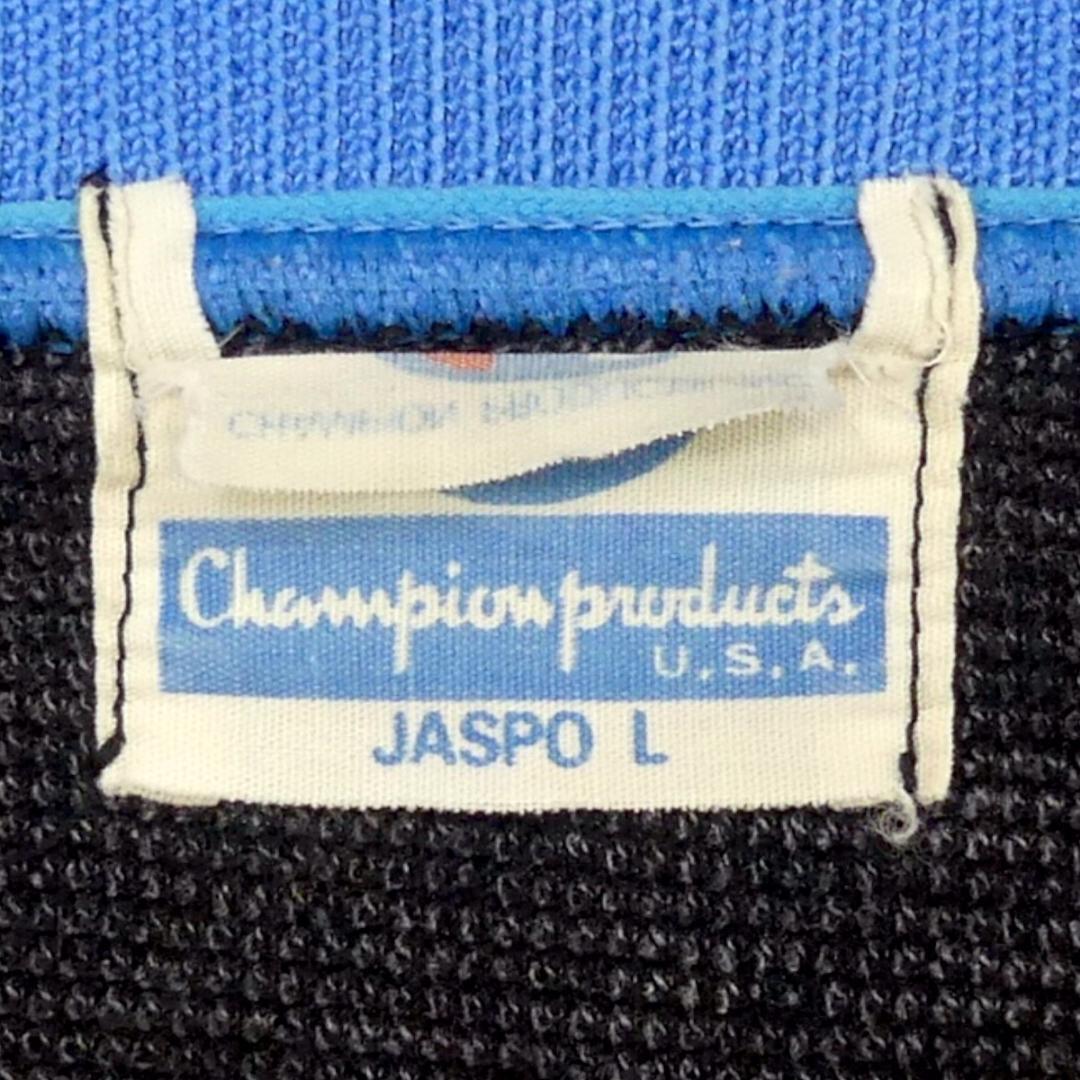 Champion products
U.S.A.
JASPO L